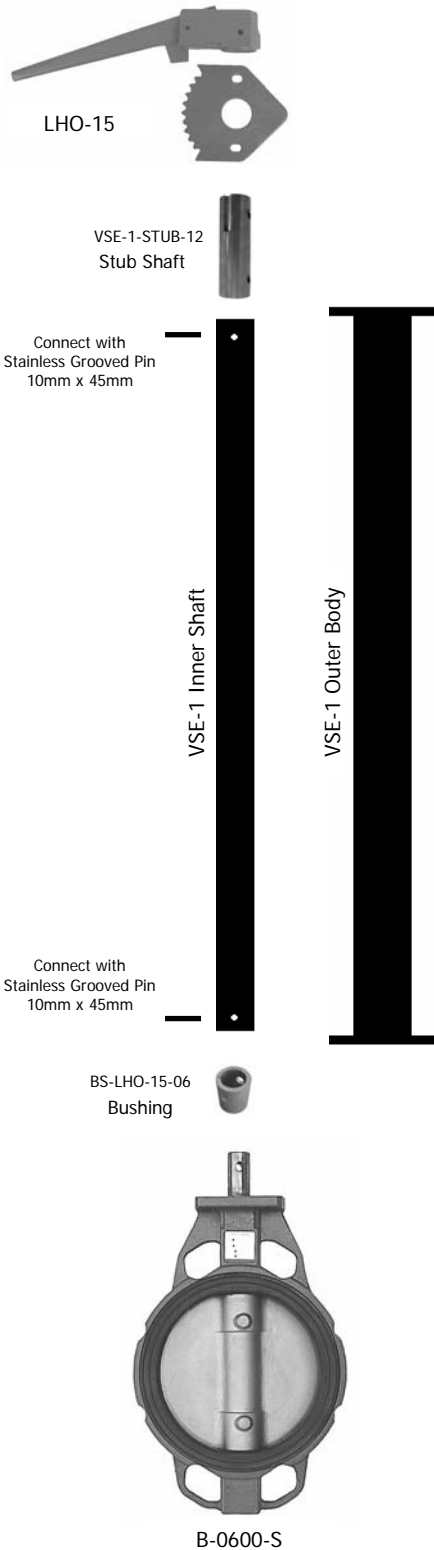 LHO-15
VSE-1-STUB-12
Stub Shaft
Connect with
Stainless Grooved Pin
10mm x 45mm
VSE-1 Inner Shaft
VSE-1 Outer Body
Connect with
Stainless Grooved Pin
10mm x 45mm
BS-LHO-15-06
Bushing
B-0600-S